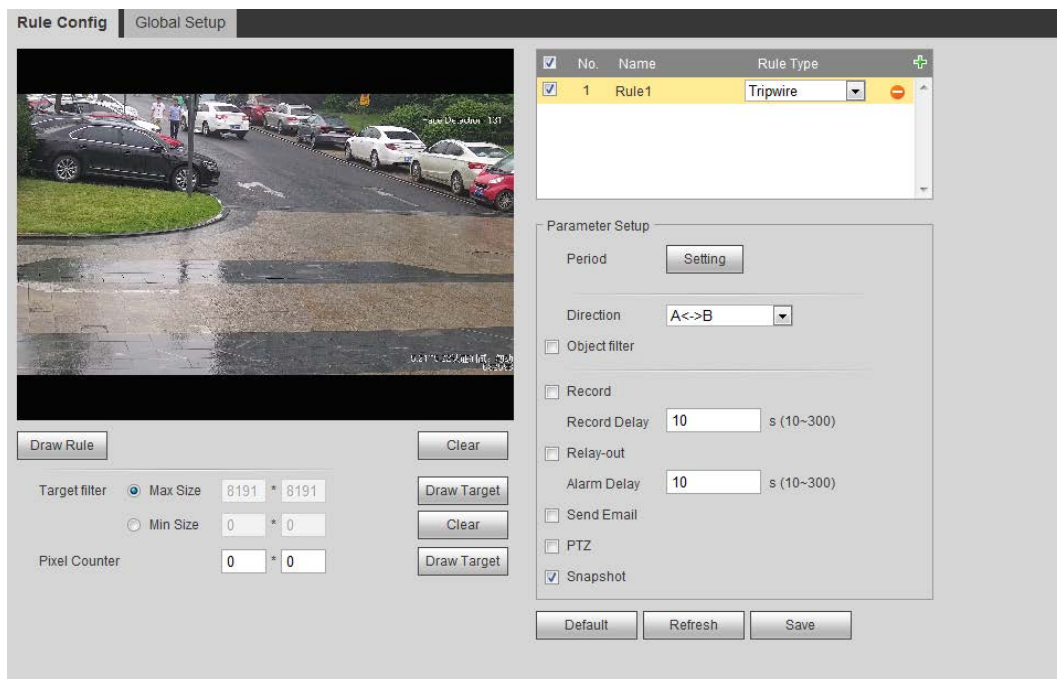 Rule Config
Global Setup
No. Name Rule Type
1 Rule1 Tripwire
Parameter Setup
Period Setting
Direction A<->B
Object filter
Record
Record Delay 10 s (10~300)
Relay-out
Alarm Delay 10 s (10~300)
Send Email
PTZ
Snapshot
Default Refresh Save
Draw Rule Clear
Target filter Max Size 8191 * 8191 Draw Target
Min Size 0 * 0 Clear
Pixel Counter 0 * 0 Draw Target